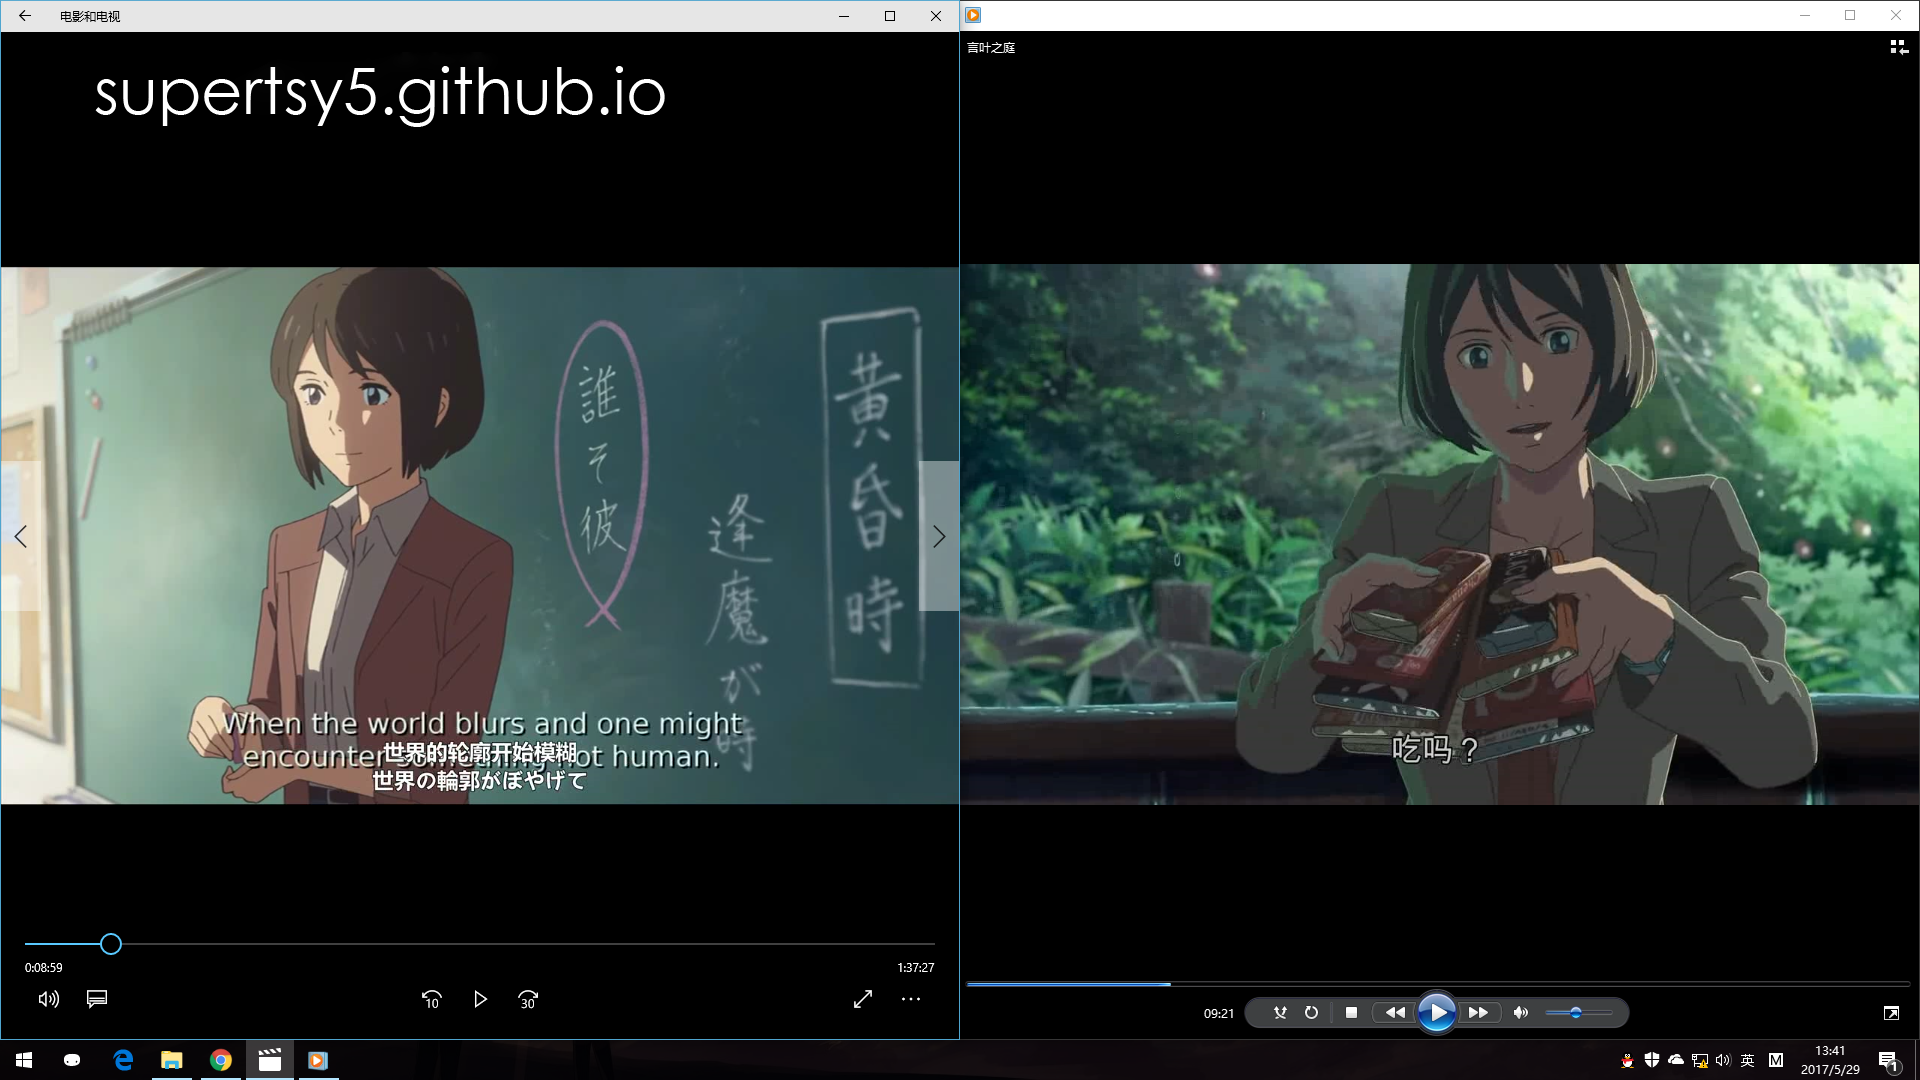 电影和电视
supertsy5.github.io
誰そ彼
逢魔が時
黄昏時
When the world blurs and one might
encounter something not human.
世界的轮廓开始模糊
世界の輪郭がぼやげて
0:08:59
1:37:27
10
30
言叶之庭
吃吗？
09:21
英
M
13:41
2017/5/29
1